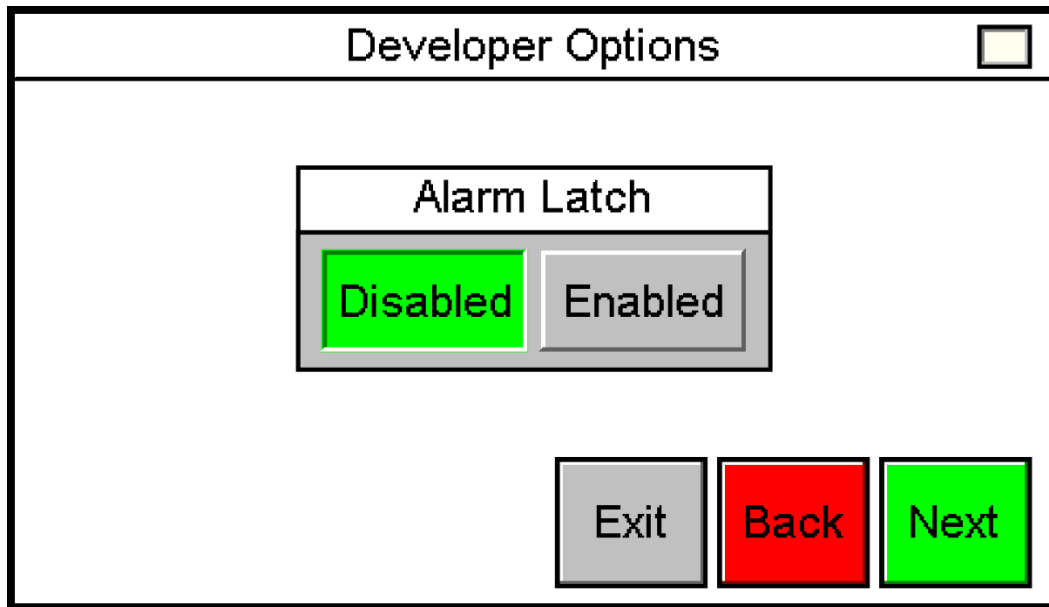 Developer Options
Alarm Latch
Disabled Enabled
Exit Back Next